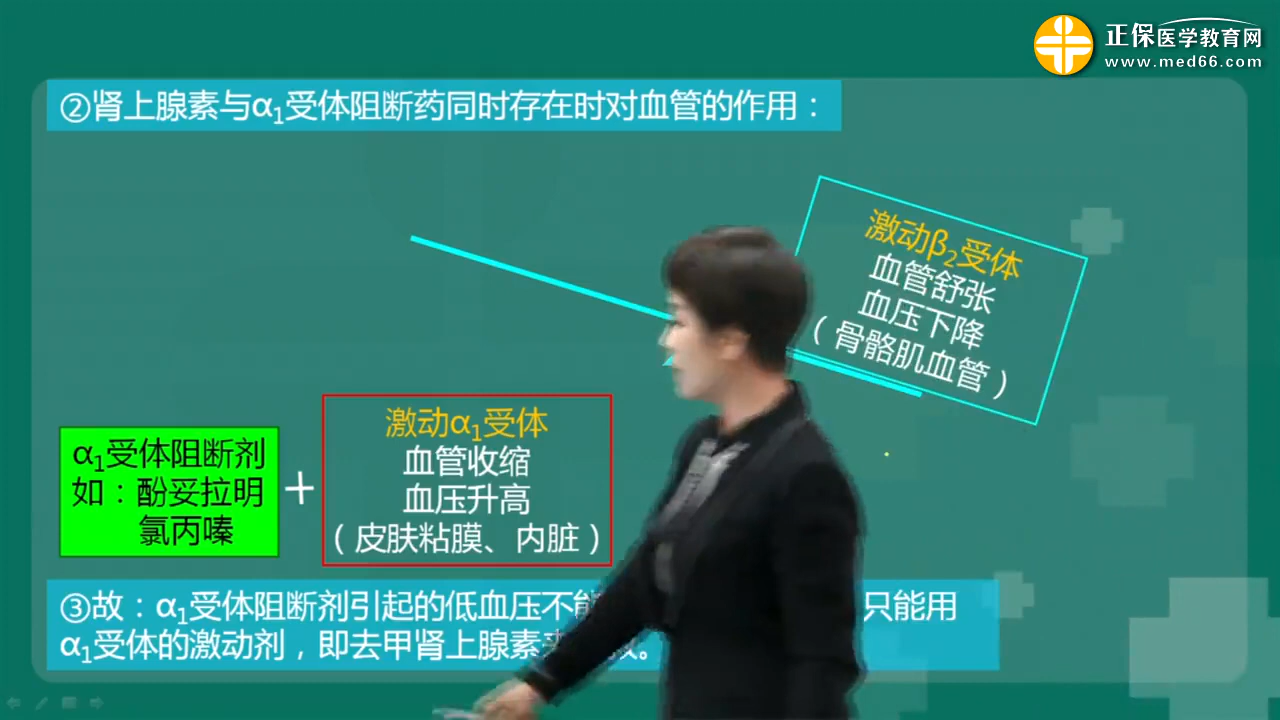 正保医学教育网
www.med66.com
②肾上腺素与α₁受体阻断药同时存在时对血管的作用：
激动β₂受体
血管舒张
血压下降
（骨骼肌血管）
α₁受体阻断剂
如：酚妥拉明
氯丙嗪
+
激动α₁受体
血管收缩
血压升高
（皮肤粘膜、内脏）
③故：α₁受体阻断剂引起的低血压不能 只能用
α₁受体的激动剂，即去甲肾上腺素 。